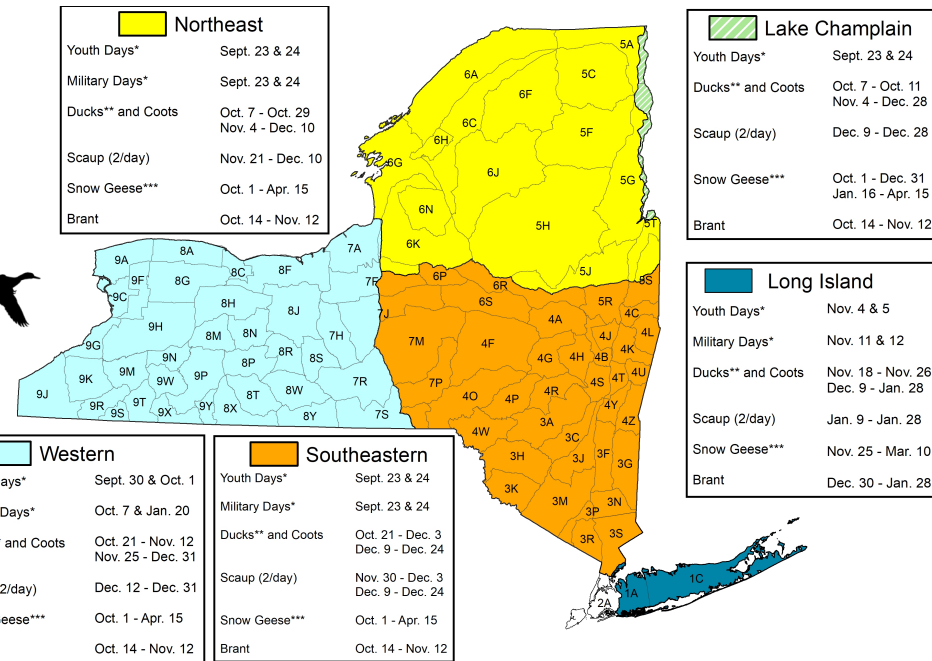 Northeast
Youth Days* Sept. 23 & 24
Military Days* Sept. 23 & 24
Ducks** and Coots Oct. 7 - Oct. 29
Nov. 4 - Dec. 10
Scaup (2/day) Nov. 21 - Dec. 10
Snow Geese*** Oct. 1 - Apr. 15
Brant Oct. 14 - Nov. 12
Lake Champlain
Youth Days* Sept. 23 & 24
Ducks** and Coots Oct. 7 - Oct. 11
Nov. 4 - Dec. 28
Scaup (2/day) Dec. 9 - Dec. 28
Snow Geese*** Oct. 1 - Dec. 31
Jan. 16 - Apr. 15
Brant Oct. 14 - Nov. 12
Long Island
Youth Days* Nov. 4 & 5
Military Days* Nov. 11 & 12
Ducks** and Coots Nov. 18 - Nov. 26
Dec. 9 - Jan. 28
Scaup (2/day) Jan. 9 - Jan. 28
Snow Geese*** Nov. 25 - Mar. 10
Brant Dec. 30 - Jan. 28
Western
ays* Sept. 30 & Oct. 1
Days* Oct. 7 & Jan. 20
* and Coots Oct. 21 - Nov. 12
Nov. 25 - Dec. 31
2/day) Dec. 12 - Dec. 31
eese*** Oct. 1 - Apr. 15
Oct. 14 - Nov. 12
Southeastern
Youth Days* Sept. 23 & 24
Military Days* Sept. 23 & 24
Ducks** and Coots Oct. 21 - Dec. 3
Dec. 9 - Dec. 24
Scaup (2/day) Nov. 30 - Dec. 3
Dec. 9 - Dec. 24
Snow Geese*** Oct. 1 - Apr. 15
Brant Oct. 14 - Nov. 12
5A
6A
5C
6F
6C
6H
5F
6G
6J
5G
6N
5H
5T
6K
5J
7A
8A
9A
8C
8F
9F
8G
7F
9C
8H
8J
9H
8M
8N
7H
9G
9N
8R
8S
8P
9M
9K
9W
9P
7R
9J
8T
8W
9R
9S
9T
9X
9Y
8X
8Y
7S
6P
6R
9S
6S
5R
7J
4A
4C
4L
7M
4F
4J
4K
4G
4H
4B
4U
7P
4S
4T
4O
4P
4R
4Y
4Z
4W
3A
3C
3H
3J
3F
3G
3K
3M
3N
3P
3R
3S
2A
1A
1C